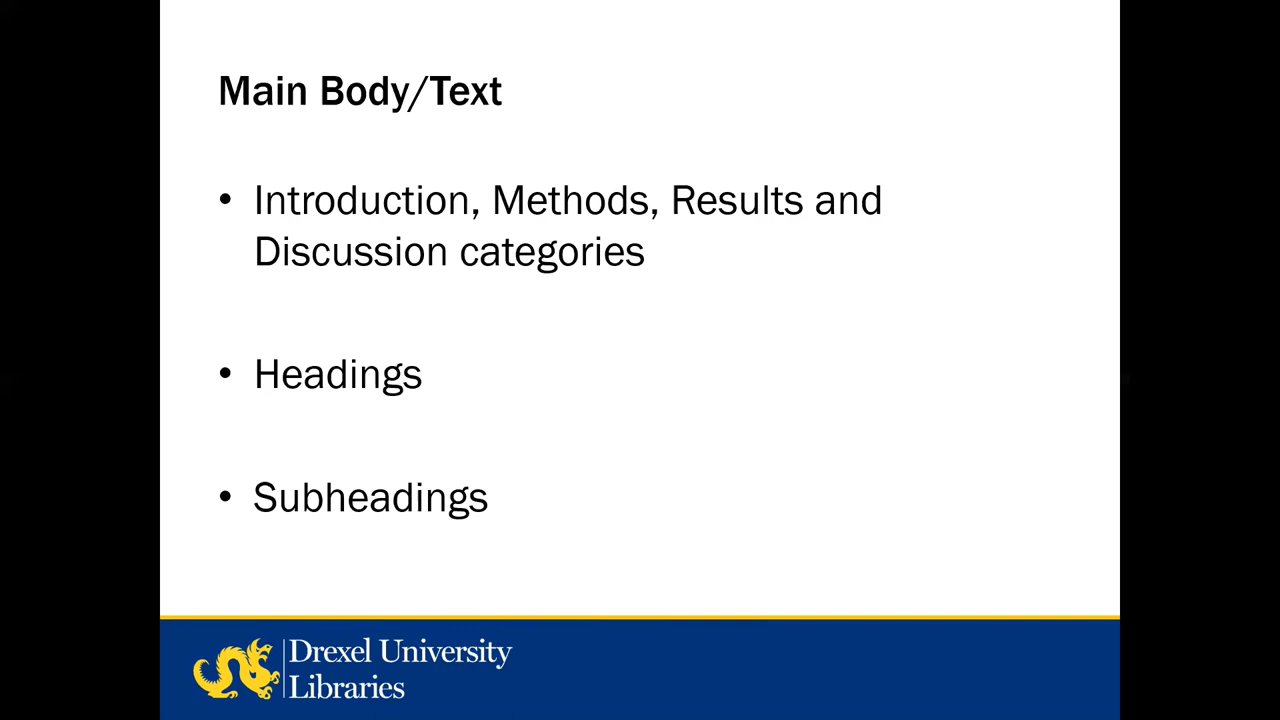 Main Body/Text
• Introduction, Methods, Results and
Discussion categories
• Headings
• Subheadings
Drexel University
Libraries